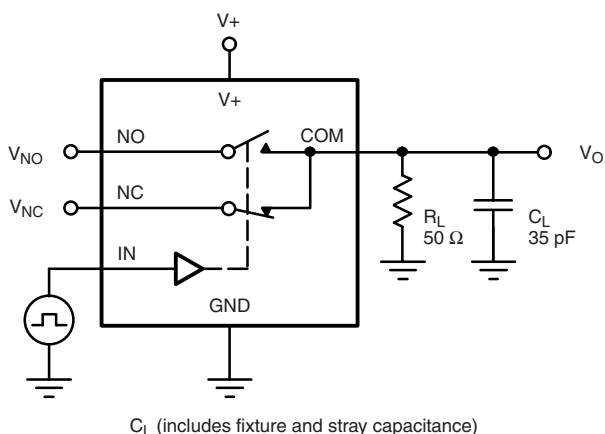 V+
V+
NO
COM
VNO
VO
NC
VNC
RL
50 Ω
CL
35 pF
IN
GND
CL (includes fixture and stray capacitance)